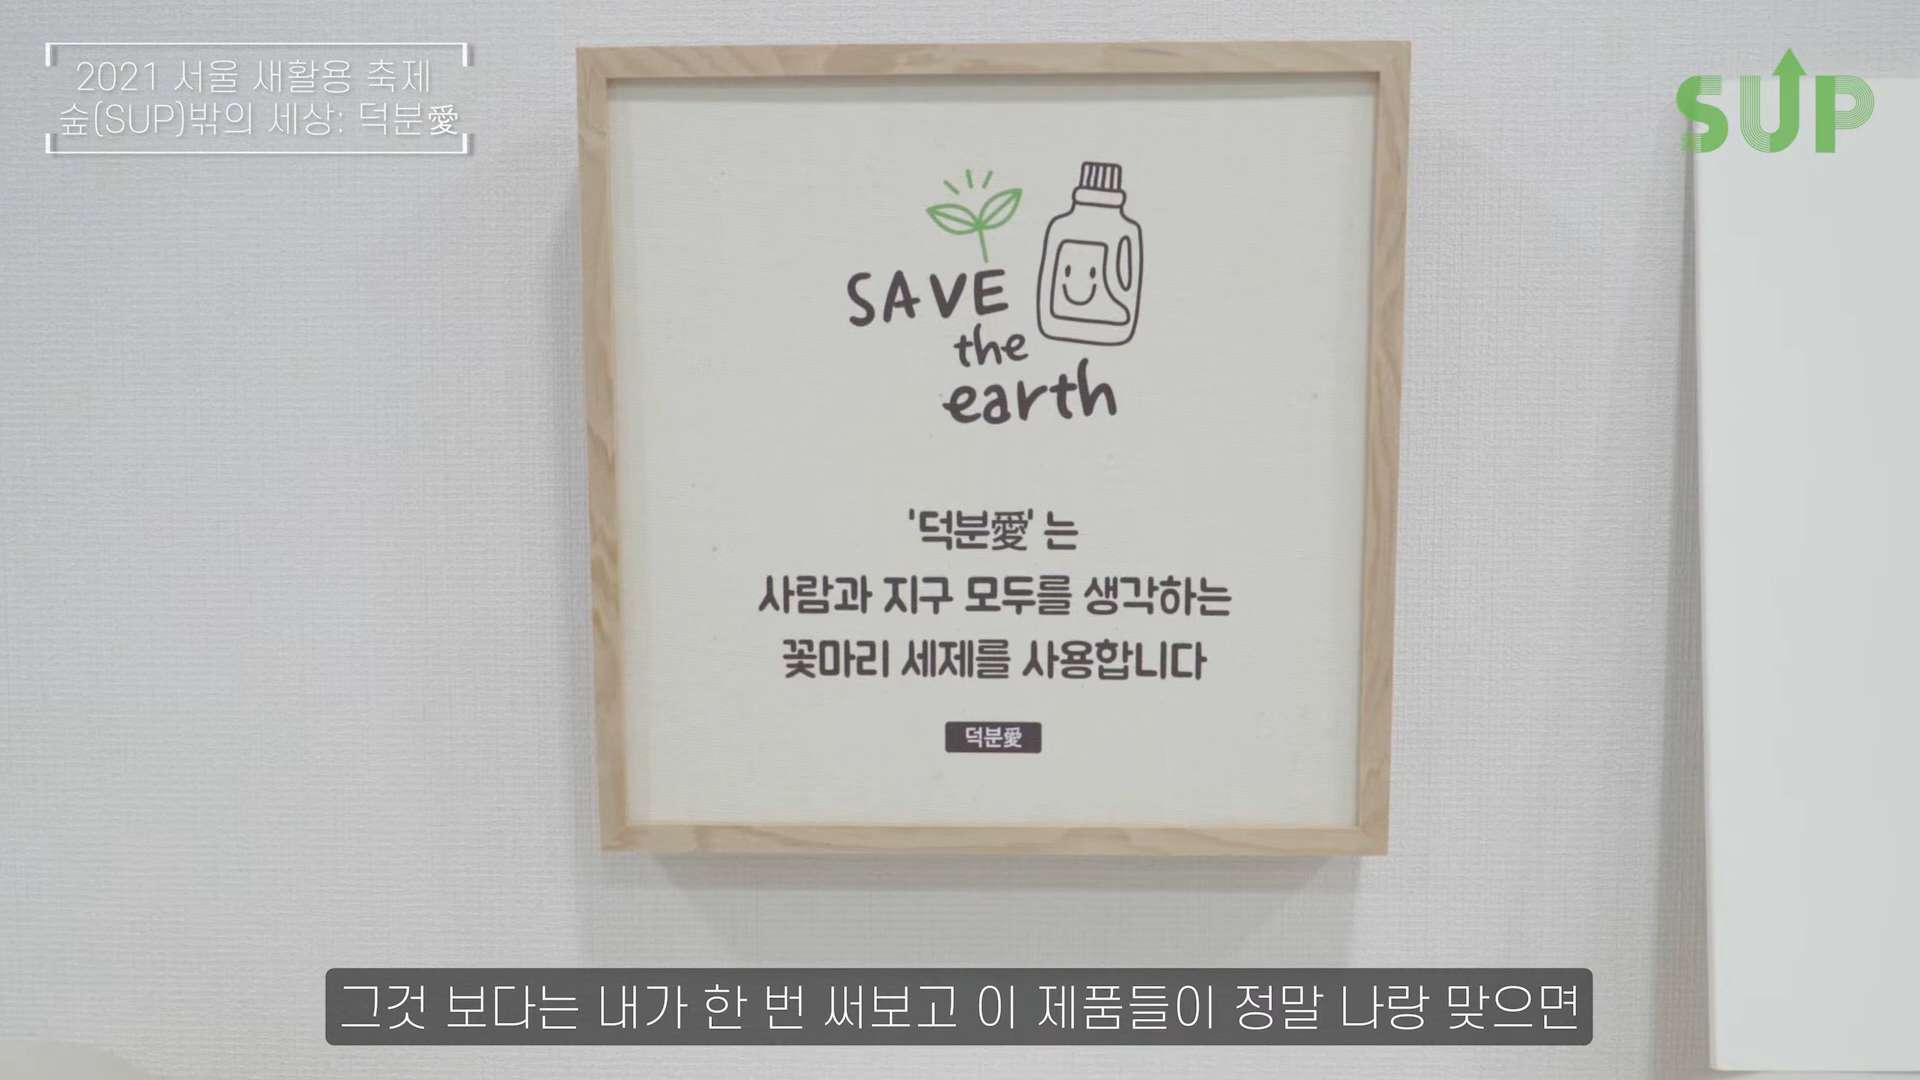 2021 서울 새활용 축제
숲(SUP)밖의 세상: 덕분愛
SUP
SAVE
the
earth
'덕분愛' 는
사람과 지구 모두를 생각하는
꽃마리 세제를 사용합니다
덕분愛
그것 보다는 내가 한 번 써보고 이 제품들이 정말 나랑 맞으면